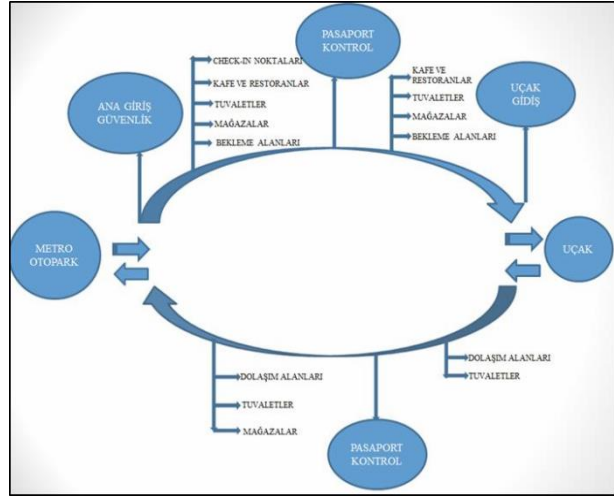 PASAPORT
KONTROL
CHECK-IN NOKTALARI
KAFE VE RESTORANLAR
TUVALETLER
MAĞAZALAR
BEKLEME ALANLARI
KAFE VE
RESTORANLAR
TUVALETLER
MAĞAZALAR
BEKLEME ALANLARI
ANA GİRİŞ
GÜVENLİK
UÇAK
GİDİŞ
METRO
OTOPARK
UÇAK
DOLAŞIM ALANLARI
TUVALETLER
MAĞAZALAR
DOLAŞIM ALANLARI
TUVALETLER
PASAPORT
KONTROL